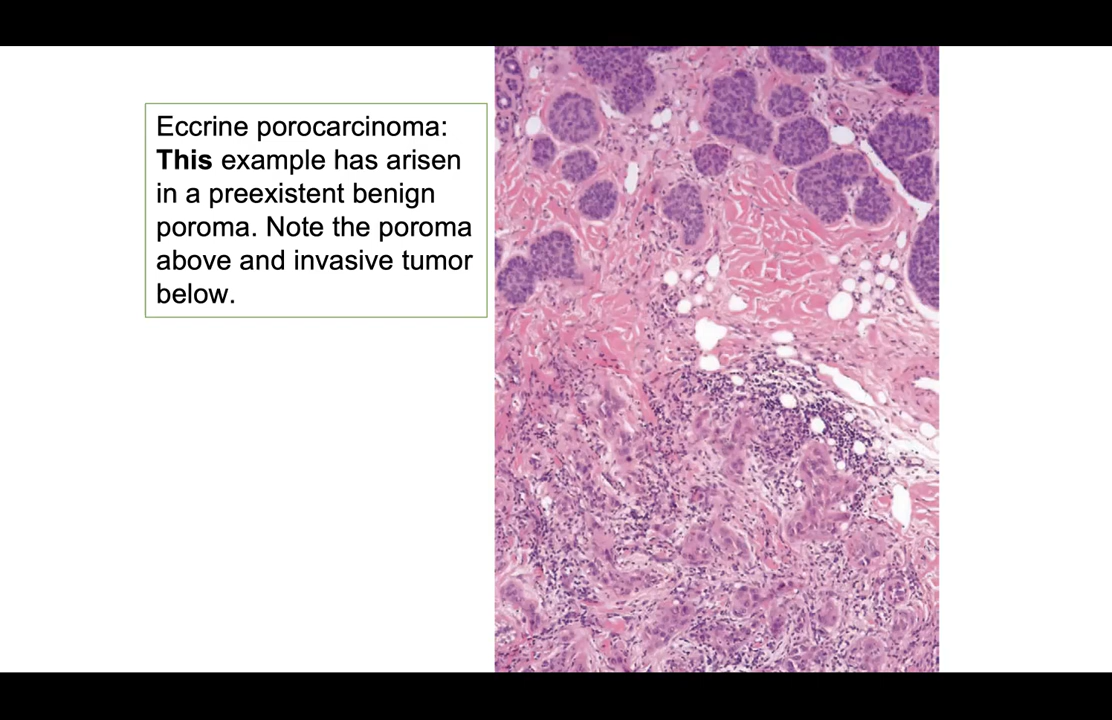 Eccrine porocarcinoma:
This example has arisen
in a preexistent benign
poroma. Note the poroma
above and invasive tumor
below.